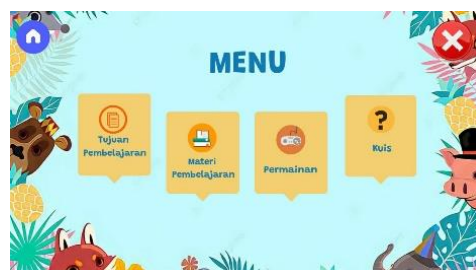 MENU
Tujuan
Pembelajaran
Materi
Pembelajaran
Permainan
?
Kuis